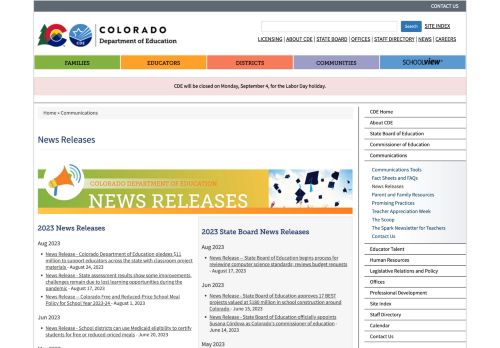 CONTACT US
COLORADO
Department of Education
CDE
Search
SITE INDEX
LICENSING | ABOUT CDE | STATE BOARD | OFFICES | STAFF DIRECTORY | NEWS | CAREERS
FAMILIES
EDUCATORS
DISTRICTS
COMMUNITIES
SCHOOLVIEW
CDE will be closed on Monday, September 4, for the Labor Day holiday.
Home » Communications
News Releases
COLORADO DEPARTMENT OF EDUCATION
NEWS RELEASES
2023 News Releases
Aug 2023
News Release - Colorado Department of Education pledges $11
million to support educators across the state with classroom project
materials - August 24, 2023
News Release - State assessment results show some improvements,
challenges remain due to lost learning opportunities during the
pandemic - August 17, 2023
News Release -- Colorado Free and Reduced-Price School Meal
Policy for School Year 2023-24 - August 1, 2023
Jun 2023
News Release - School districts can use Medicaid eligibility to certify
students for free or reduced-priced meals - June 20, 2023
2023 State Board News Releases
Aug 2023
News Release -- State Board of Education begins process for
reviewing computer science standards, reviews budget requests
- August 17, 2023
Jun 2023
News Release - State Board of Education approves 17 BEST
projects valued at $180 million in school construction around
Colorado - June 15, 2023
News Release - State Board of Education officially appoints
Susana Córdova as Colorado's commissioner of education
- June 14, 2023
May 2023
CDE Home
About CDE
State Board of Education
Commissioner of Education
Communications
Communications Tools
Fact Sheets and FAQs
News Releases
Parent and Family Resources
Promising Practices
Teacher Appreciation Week
The Scoop
The Spark Newsletter for Teachers
Contact Us
Educator Talent
Human Resources
Legislative Relations and Policy
Offices
Professional Development
Site Index
Staff Directory
Calendar
Contact Us